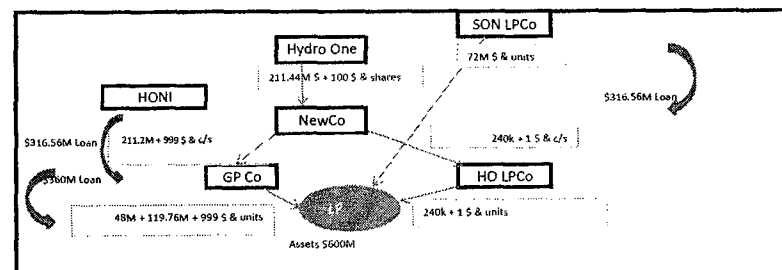 SON LPCo
Hydro One
72M $ & units
211.44M $ + 100 $ & shares
HONI
$316.56M Loan
NewCo
$316.56M Loan
211.2M + 999 $ & c/s
240k + 1 $ & c/s
$360M Loan
GP Co
HO LPCo
LP
48M + 119.76M + 999 $ & units
240k + 1 $ & units
Assets $600M